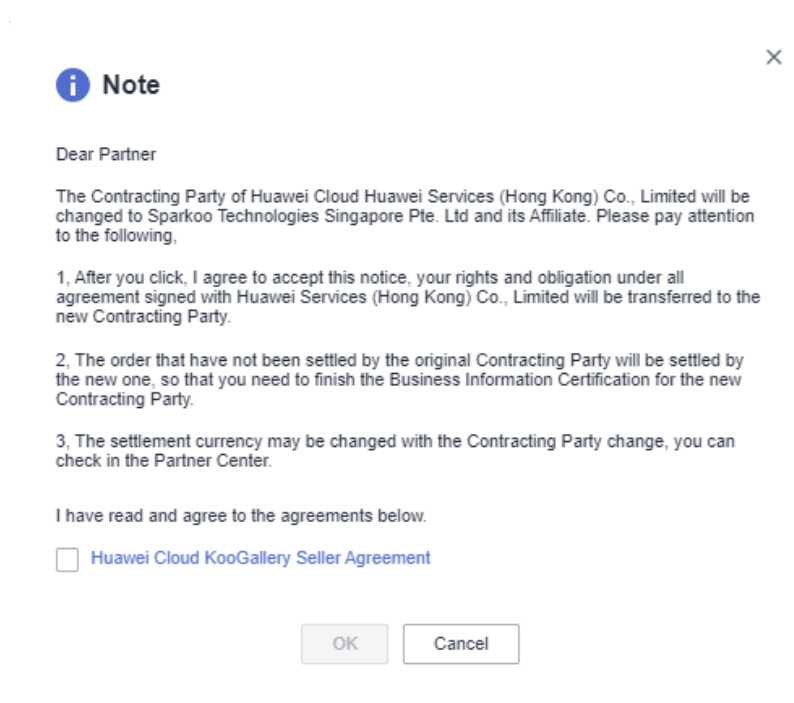 Note
Dear Partner
The Contracting Party of Huawei Cloud Huawei Services (Hong Kong) Co., Limited will be
changed to Sparkoo Technologies Singapore Pte. Ltd and its Affiliate. Please pay attention
to the following,
1, After you click, I agree to accept this notice, your rights and obligation under all
agreement signed with Huawei Services (Hong Kong) Co., Limited will be transferred to the
new Contracting Party.
2, The order that have not been settled by the original Contracting Party will be settled by
the new one, so that you need to finish the Business Information Certification for the new
Contracting Party.
3, The settlement currency may be changed with the Contracting Party change, you can
check in the Partner Center.
I have read and agree to the agreements below.
Huawei Cloud KooGallery Seller Agreement
OK Cancel